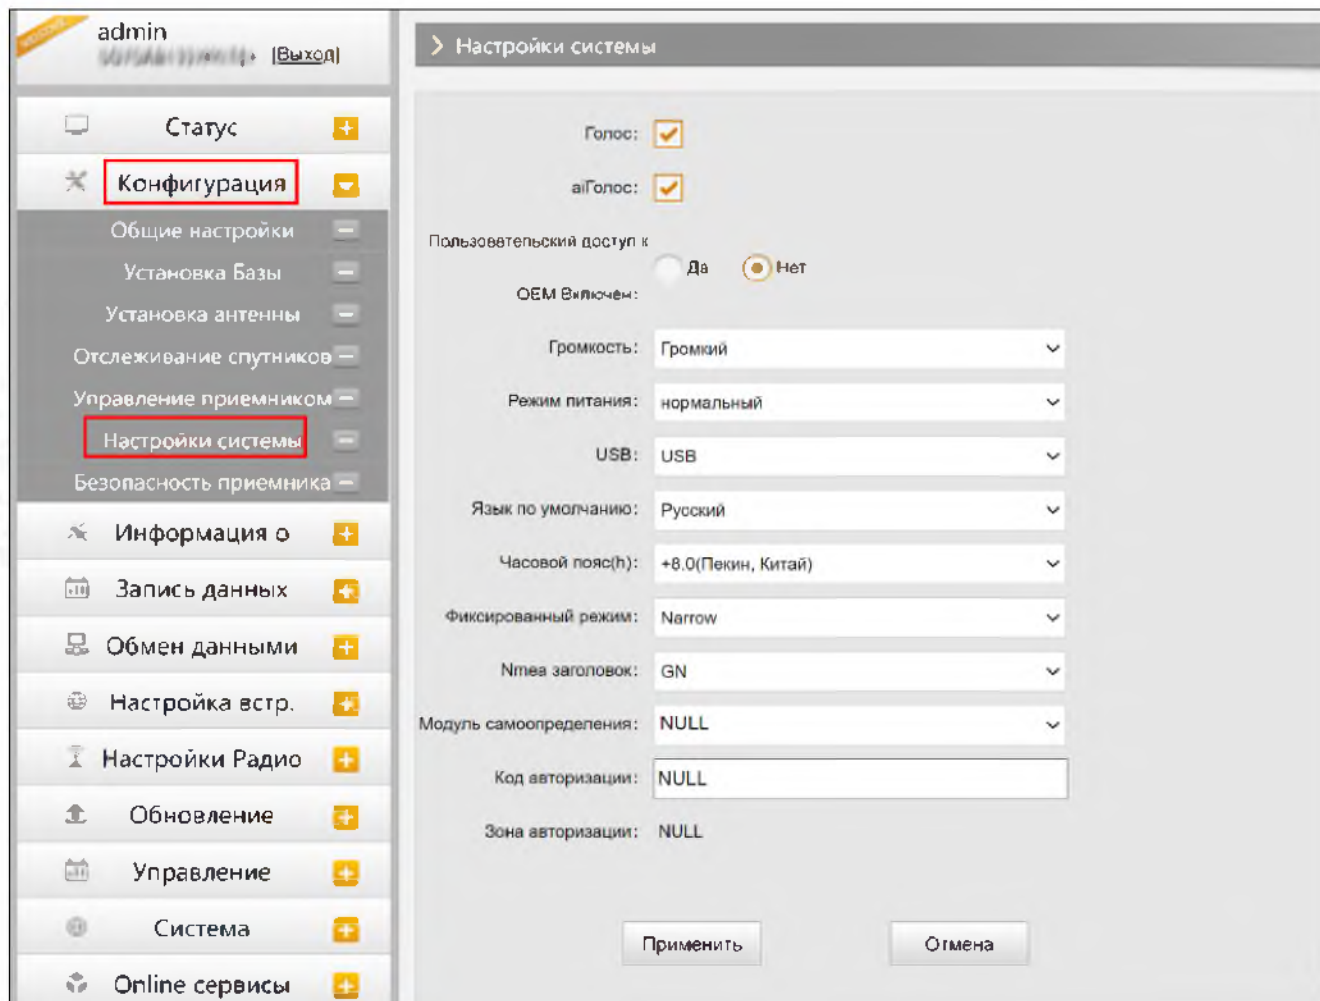 admin
[Выход]
Статус
Конфигурация
Общие настройки
Установка Базы
Установка антенны
Отслеживание спутников
Управление приемником
Настройки системы
Безопасность приемника
Информация о
Запись данных
Обмен данными
Настройка встр.
Настройки Радио
Обновление
Управление
Система
Online сервисы
Настройки системы
Голос:
aiГолос:
Пользовательский доступ к
Да Нет
OEM Включен:
Громкость: Громкий
Режим питания: нормальный
USB: USB
Язык по умолчанию: Русский
Часовой пояс(h): +8.0(Пекин, Китай)
Фиксированный режим: Narrow
Nmea заголовок: GN
Модуль самоопределения: NULL
Код авторизации: NULL
Зона авторизации: NULL
Применить Отмена